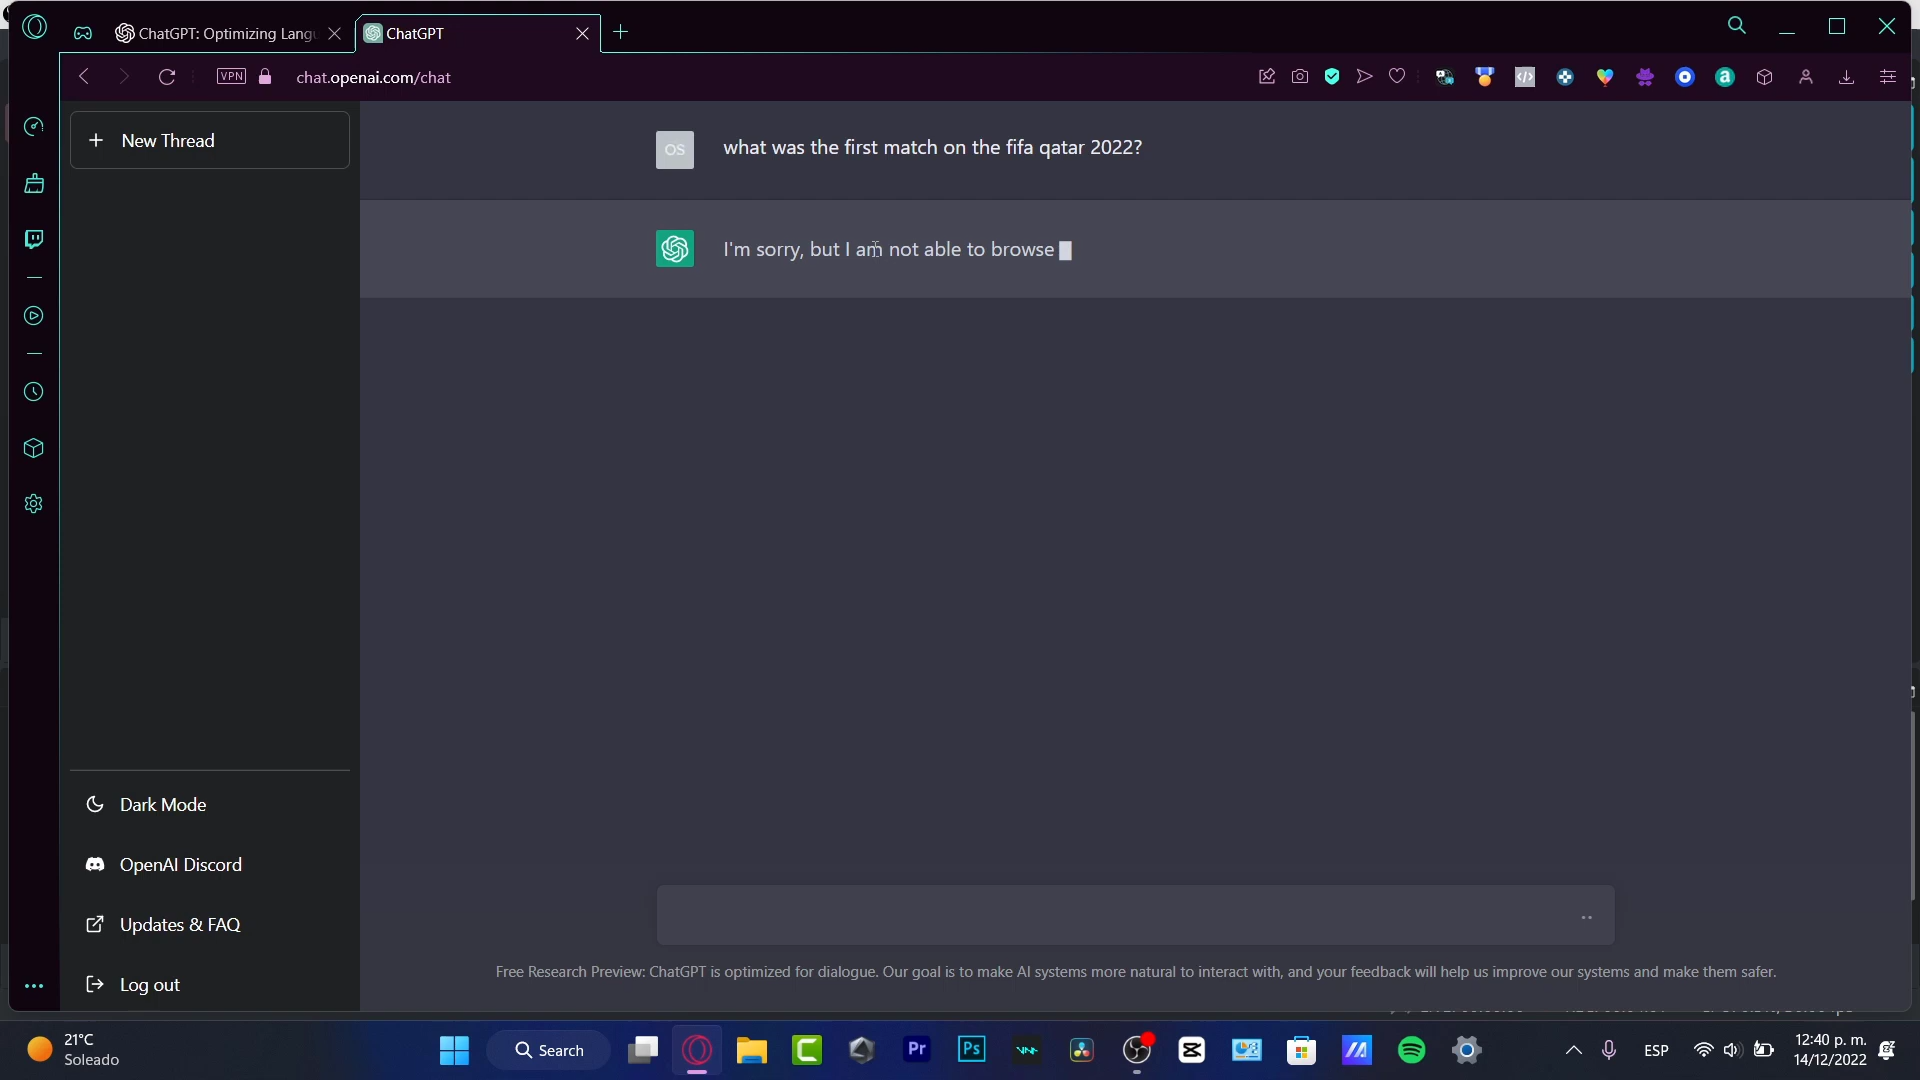 ChatGPT: Optimizing Langu
ChatGPT
VPN
chat.openai.com/chat
New Thread
OS
what was the first match on the fifa qatar 2022?
I'm sorry, but I am not able to browse
Dark Mode
OpenAI Discord
Updates & FAQ
Log out
Free Research Preview: ChatGPT is optimized for dialogue. Our goal is to make AI systems more natural to interact with, and your feedback will help us improve our systems and make them safer.
21°C
Soleado
Search
Pr
Ps
ESP
12:40 p. m.
14/12/2022